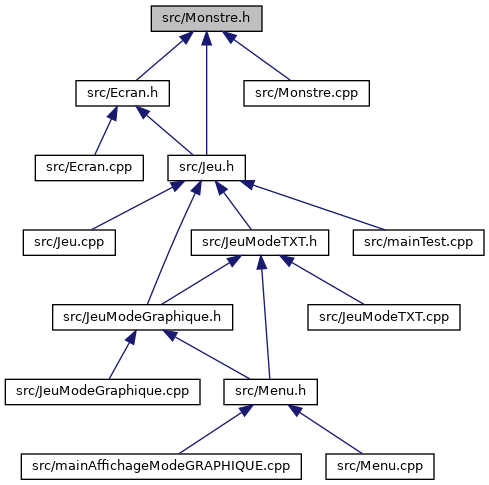 src/Monstre.h
src/Ecran.h
src/Monstre.cpp
src/Ecran.cpp
src/Jeu.h
src/Jeu.cpp
src/JeuModeTXT.h
src/mainTest.cpp
src/JeuModeGraphique.h
src/JeuModeTXT.cpp
src/JeuModeGraphique.cpp
src/Menu.h
src/mainAffichageModeGRAPHIQUE.cpp
src/Menu.cpp